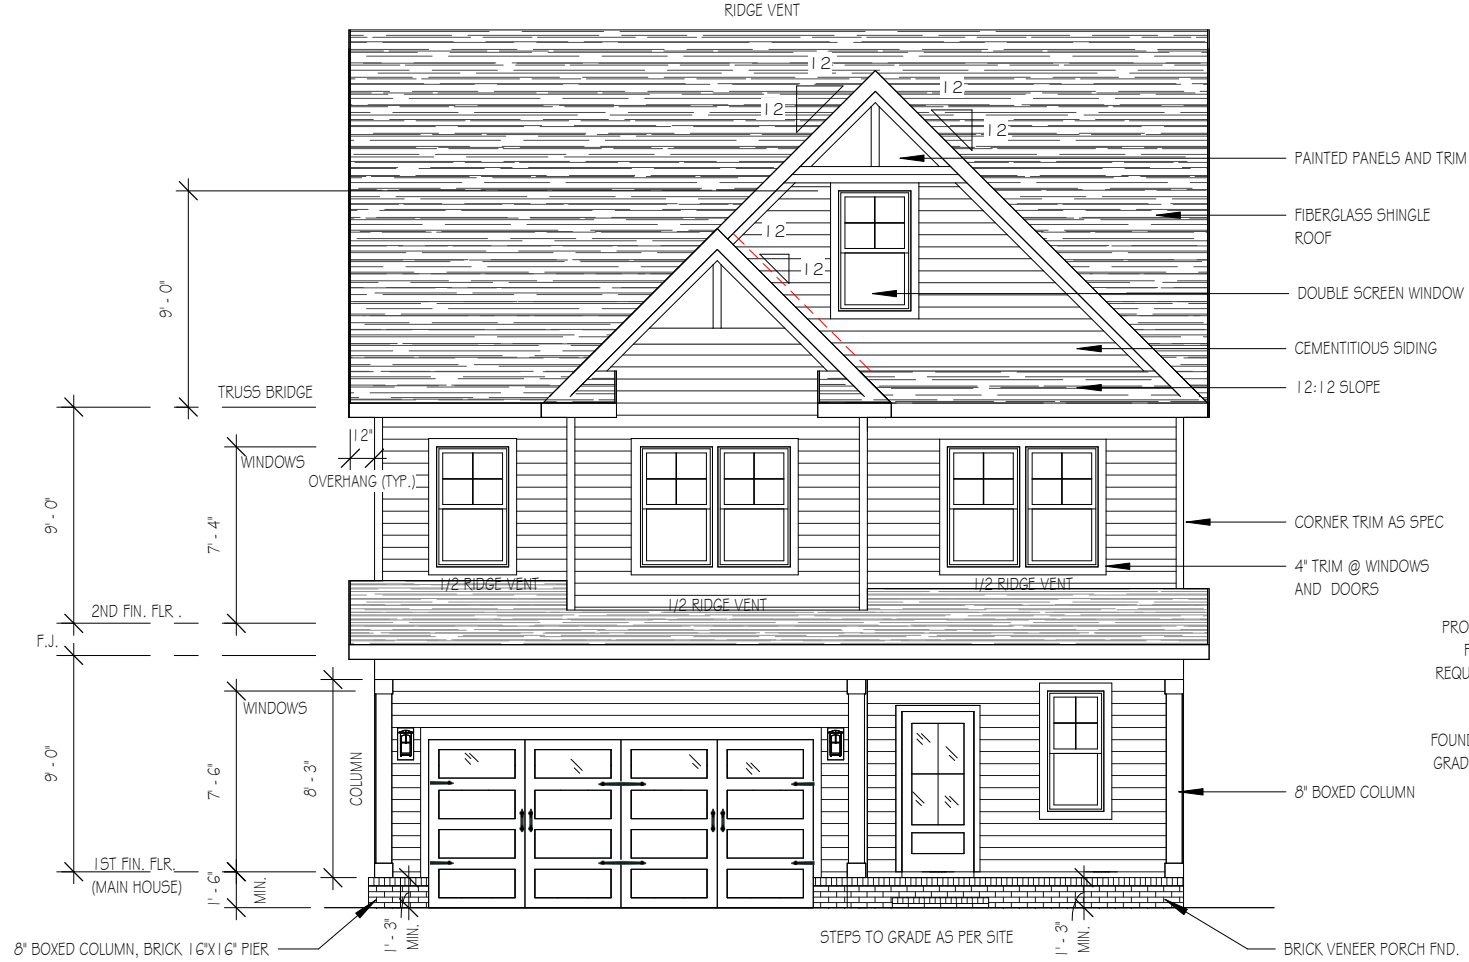 RIDGE VENT
12
12
12
12
PAINTED PANELS AND TRIM
FIBERGLASS SHINGLE
ROOF
12
12
9' - 0"
DOUBLE SCREEN WINDOW
CEMENTITIOUS SIDING
12:12 SLOPE
TRUSS BRIDGE
12"
WINDOWS
OVERHANG (TYP.)
9' - 0"
7' - 4"
CORNER TRIM AS SPEC
4" TRIM @ WINDOWS
AND DOORS
1/2 RIDGE VENT
1/2 RIDGE VENT
1/2 RIDGE VENT
2ND FIN. FLR .
F.J.
PRO
F
REQU
WINDOWS
9' - 0"
7' - 6"
8' - 3"
COLUMN
FOUND
GRAD
8" BOXED COLUMN
1ST FIN. FLR.
(MAIN HOUSE)
1' - 6"
MIN.
1' - 3"
MIN.
STEPS TO GRADE AS PER SITE
1' - 3"
MIN.
8" BOXED COLUMN, BRICK 16"X16" PIER
BRICK VENEER PORCH FND.